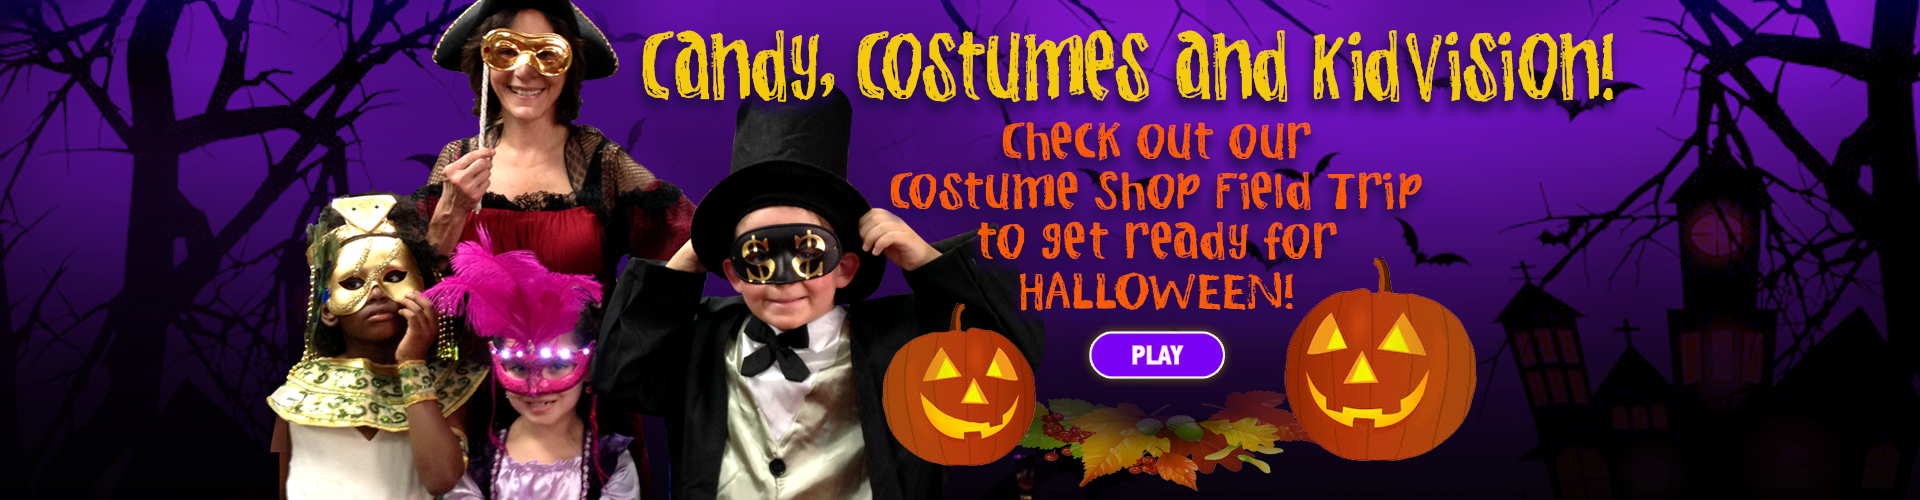 Candy, Costumes and KidVision!
Check out our
Costume Shop Field Trip
to get ready for
HALLOWEEN!
PLAY